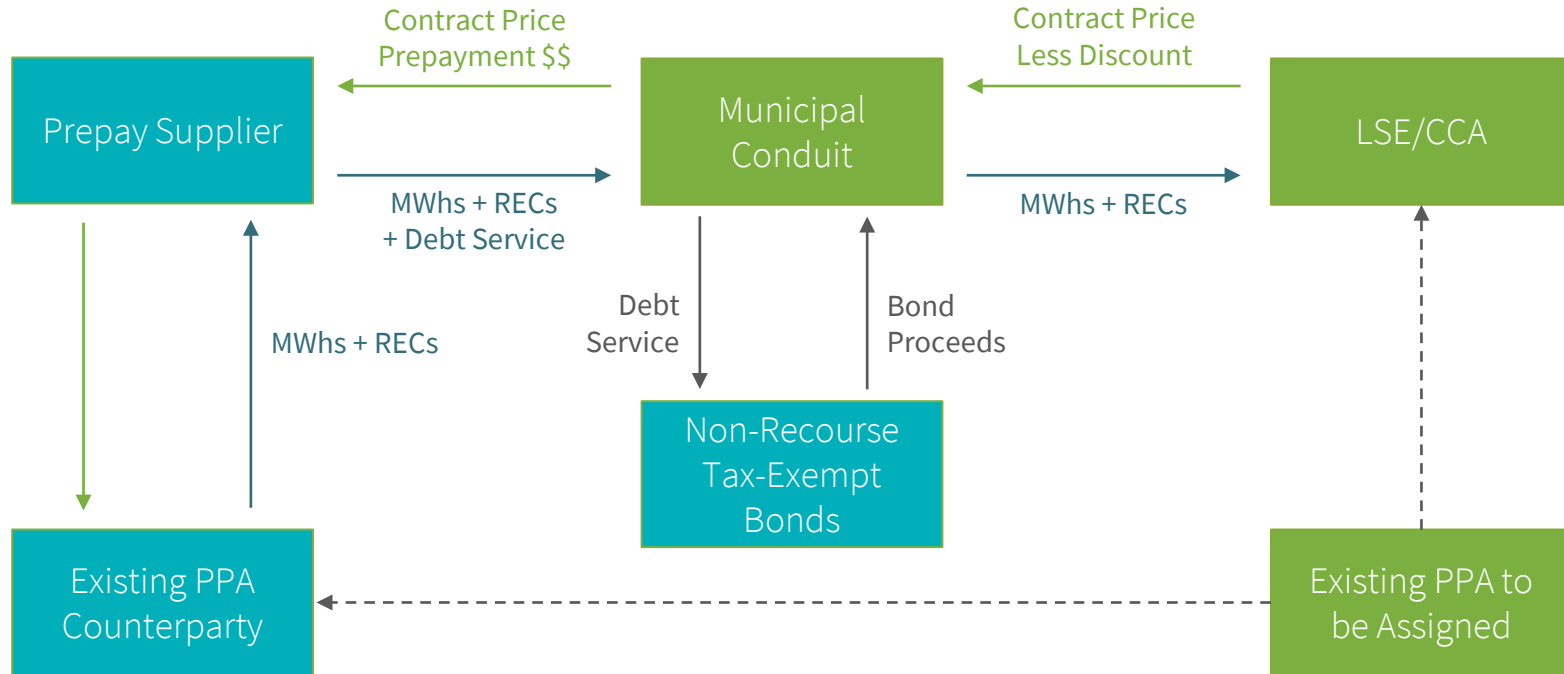 Contract Price
Prepayment $$
Contract Price
Less Discount
Prepay Supplier
Municipal
Conduit
LSE/CCA
MWhs + RECs
+ Debt Service
MWhs + RECs
MWhs + RECs
Debt
Service
Bond
Proceeds
Non-Recourse
Tax-Exempt
Bonds
Existing PPA
Counterparty
Existing PPA to
be Assigned